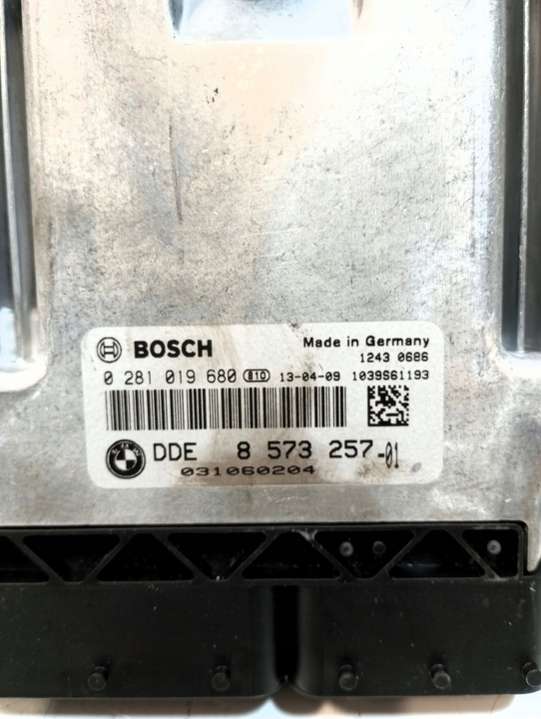 BOSCH Made in Germany
1243 0686
0 281 019 680 810 13-04-09 1039S61193
DDE 8 573 257-01
031060204